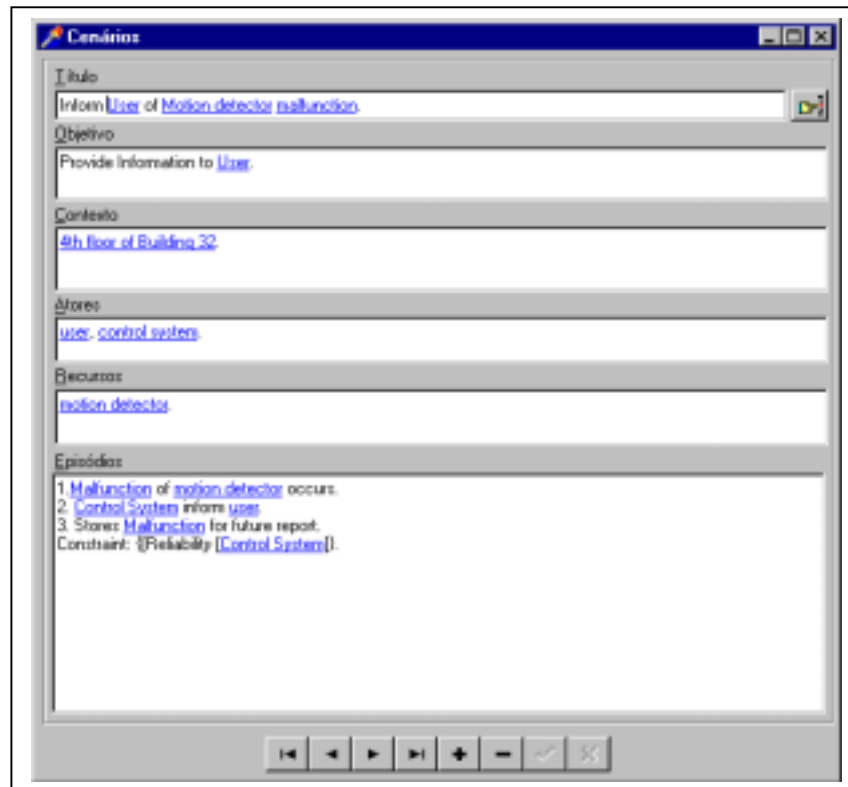 Cenários
Título
Inform User of Motion detector malfunction.
Objetivo
Provide Information to User.
Contexto
4th floor of Building 32.
Atores
user, control system.
Recursos
motion detector.
Episódios
1.Malfunction of motion detector occurs.
2. Control System inform user.
3. Stores Malfunction for future report.
Constraint: {[Reliability [Control System]}.